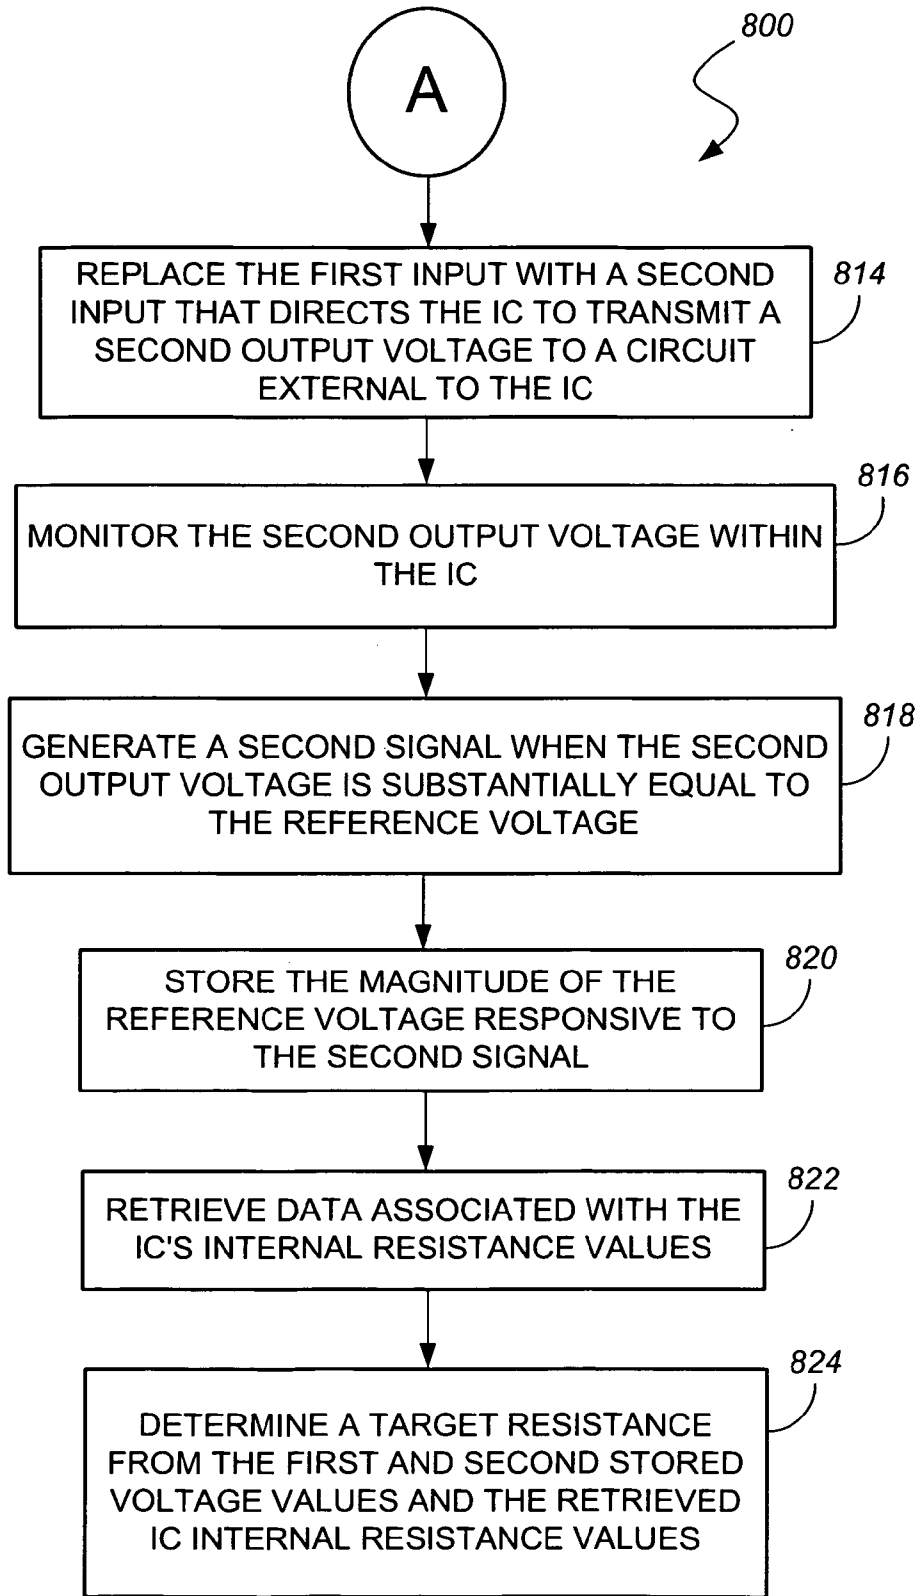 800
A
REPLACE THE FIRST INPUT WITH A SECOND
INPUT THAT DIRECTS THE IC TO TRANSMIT A
SECOND OUTPUT VOLTAGE TO A CIRCUIT
EXTERNAL TO THE IC
814
MONITOR THE SECOND OUTPUT VOLTAGE WITHIN
THE IC
816
GENERATE A SECOND SIGNAL WHEN THE SECOND
OUTPUT VOLTAGE IS SUBSTANTIALLY EQUAL TO
THE REFERENCE VOLTAGE
818
STORE THE MAGNITUDE OF THE
REFERENCE VOLTAGE RESPONSIVE TO
THE SECOND SIGNAL
820
RETRIEVE DATA ASSOCIATED WITH THE
IC'S INTERNAL RESISTANCE VALUES
822
DETERMINE A TARGET RESISTANCE
FROM THE FIRST AND SECOND STORED
VOLTAGE VALUES AND THE RETRIEVED
IC INTERNAL RESISTANCE VALUES
824